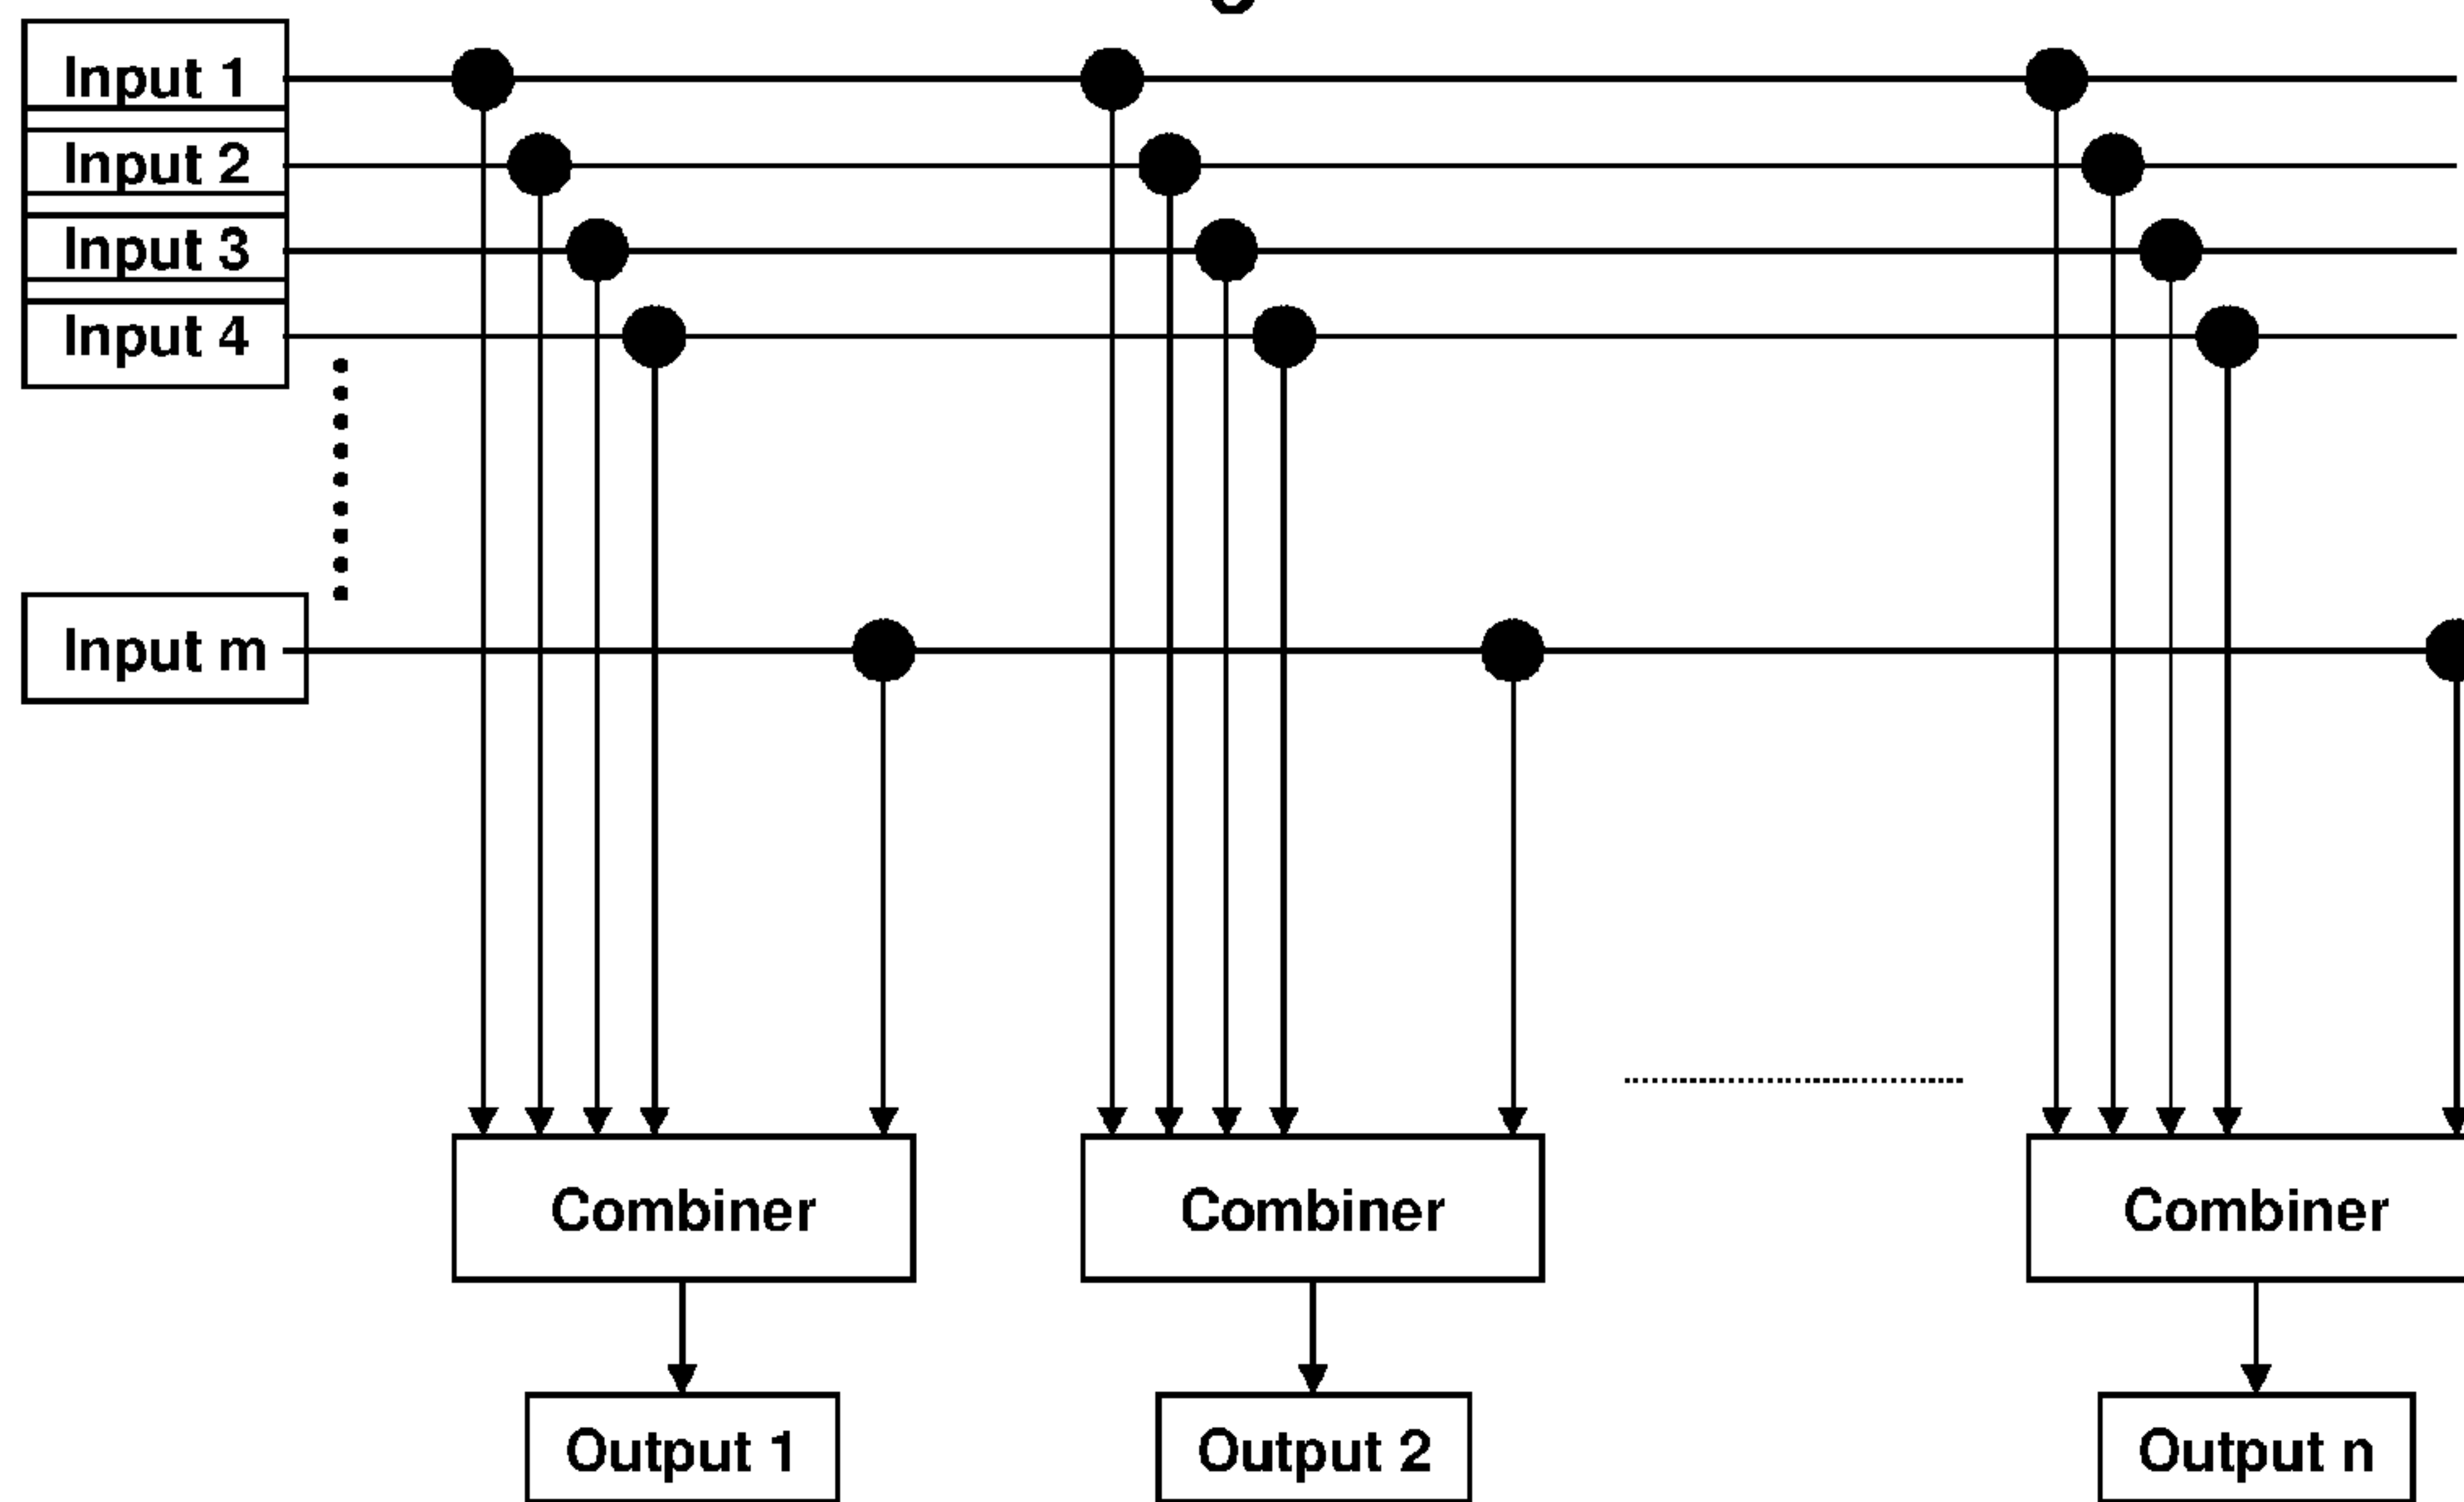 Input 1
Input 2
Input 3
Input 4
Input m
Combiner
Combiner
Combiner
Output 1
Output 2
Output n